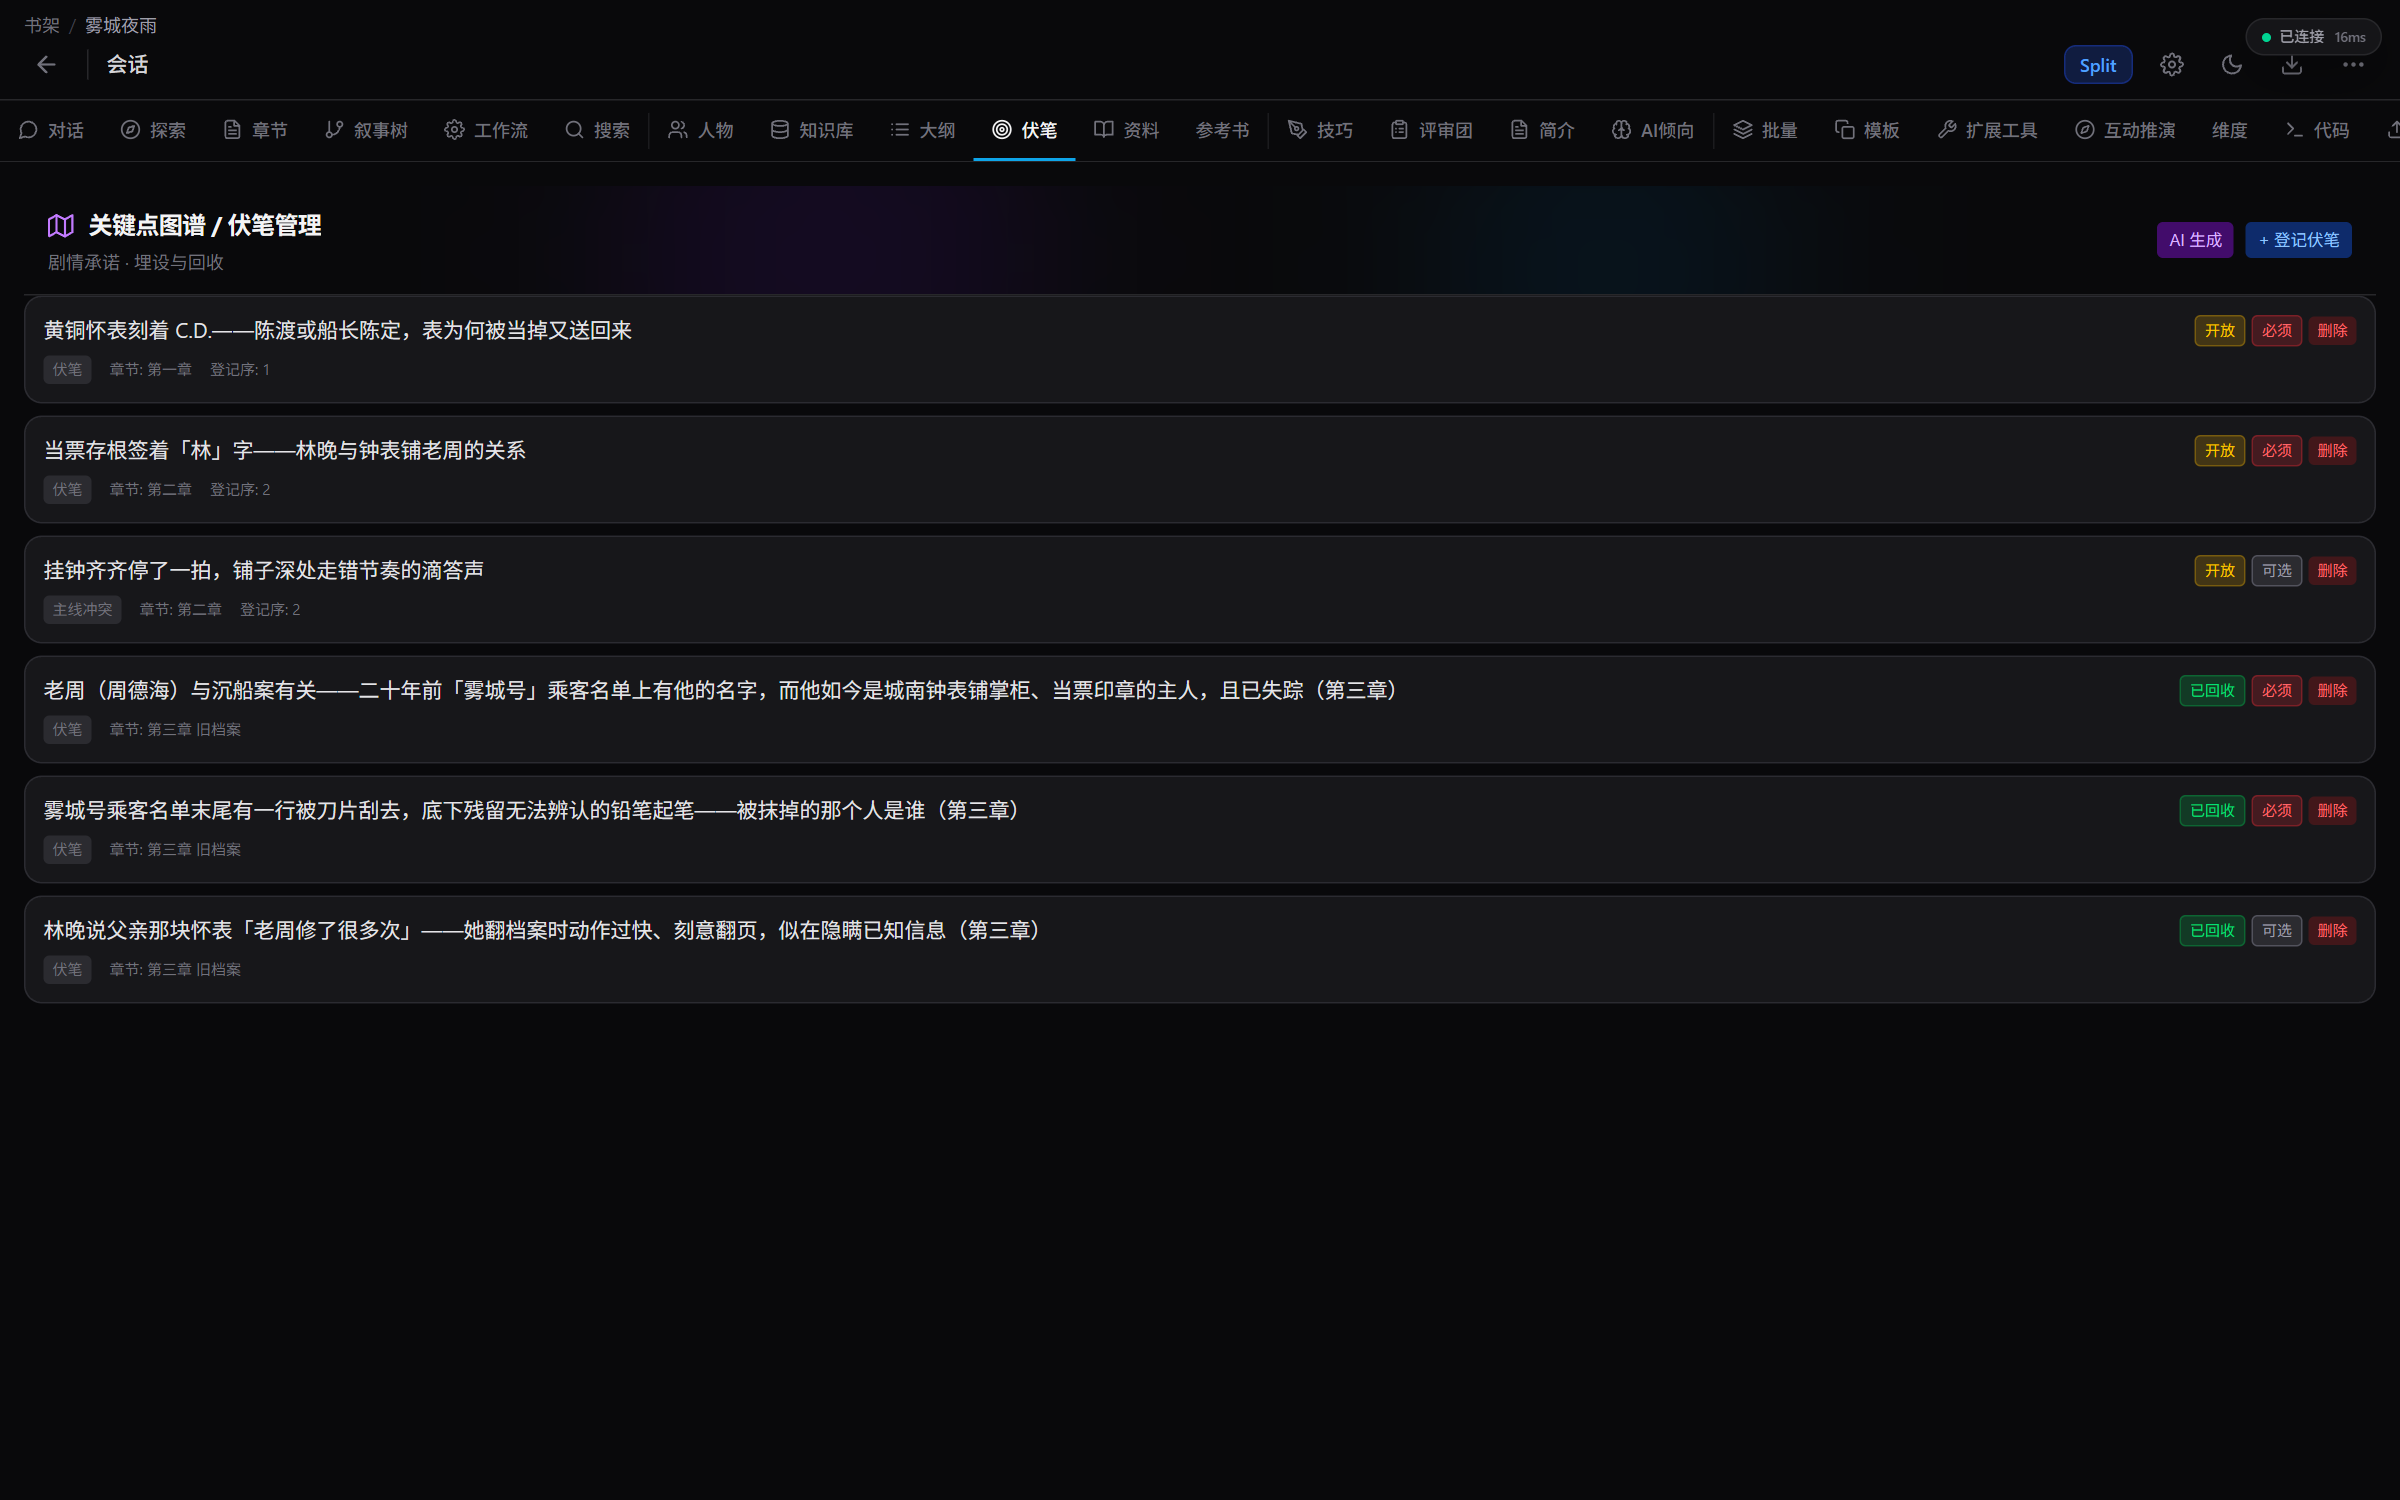 书架 / 雾城夜雨
已连接 16ms
会话
Split
对话 探索 章节 叙事树 工作流 搜索 人物 知识库 大纲 伏笔 资料 参考书 技巧 评审团 简介 AI倾向 批量 模板 扩展工具 互动推演 维度 代码
关键点图谱 / 伏笔管理
剧情承诺 · 埋设与回收
AI 生成 + 登记伏笔
黄铜怀表刻着 C.D.——陈渡或船长陈定，表为何被当掉又送回来
开放 必须 删除
伏笔 章节: 第一章 登记序: 1
当票存根签着「林」字——林晚与钟表铺老周的关系
开放 必须 删除
伏笔 章节: 第二章 登记序: 2
挂钟齐齐停了一拍，铺子深处走错节奏的滴答声
开放 可选 删除
主线冲突 章节: 第二章 登记序: 2
老周（周德海）与沉船案有关——二十年前「雾城号」乘客名单上有他的名字，而他如今是城南钟表铺掌柜、当票印章的主人，且已失踪（第三章）
已回收 必须 删除
伏笔 章节: 第三章 旧档案
雾城号乘客名单末尾有一行被刀片刮去，底下残留无法辨认的铅笔起笔——被抹掉的那个人是谁（第三章）
已回收 必须 删除
伏笔 章节: 第三章 旧档案
林晚说父亲那块怀表「老周修了很多次」——她翻档案时动作过快、刻意翻页，似在隐瞒已知信息（第三章）
已回收 可选 删除
伏笔 章节: 第三章 旧档案